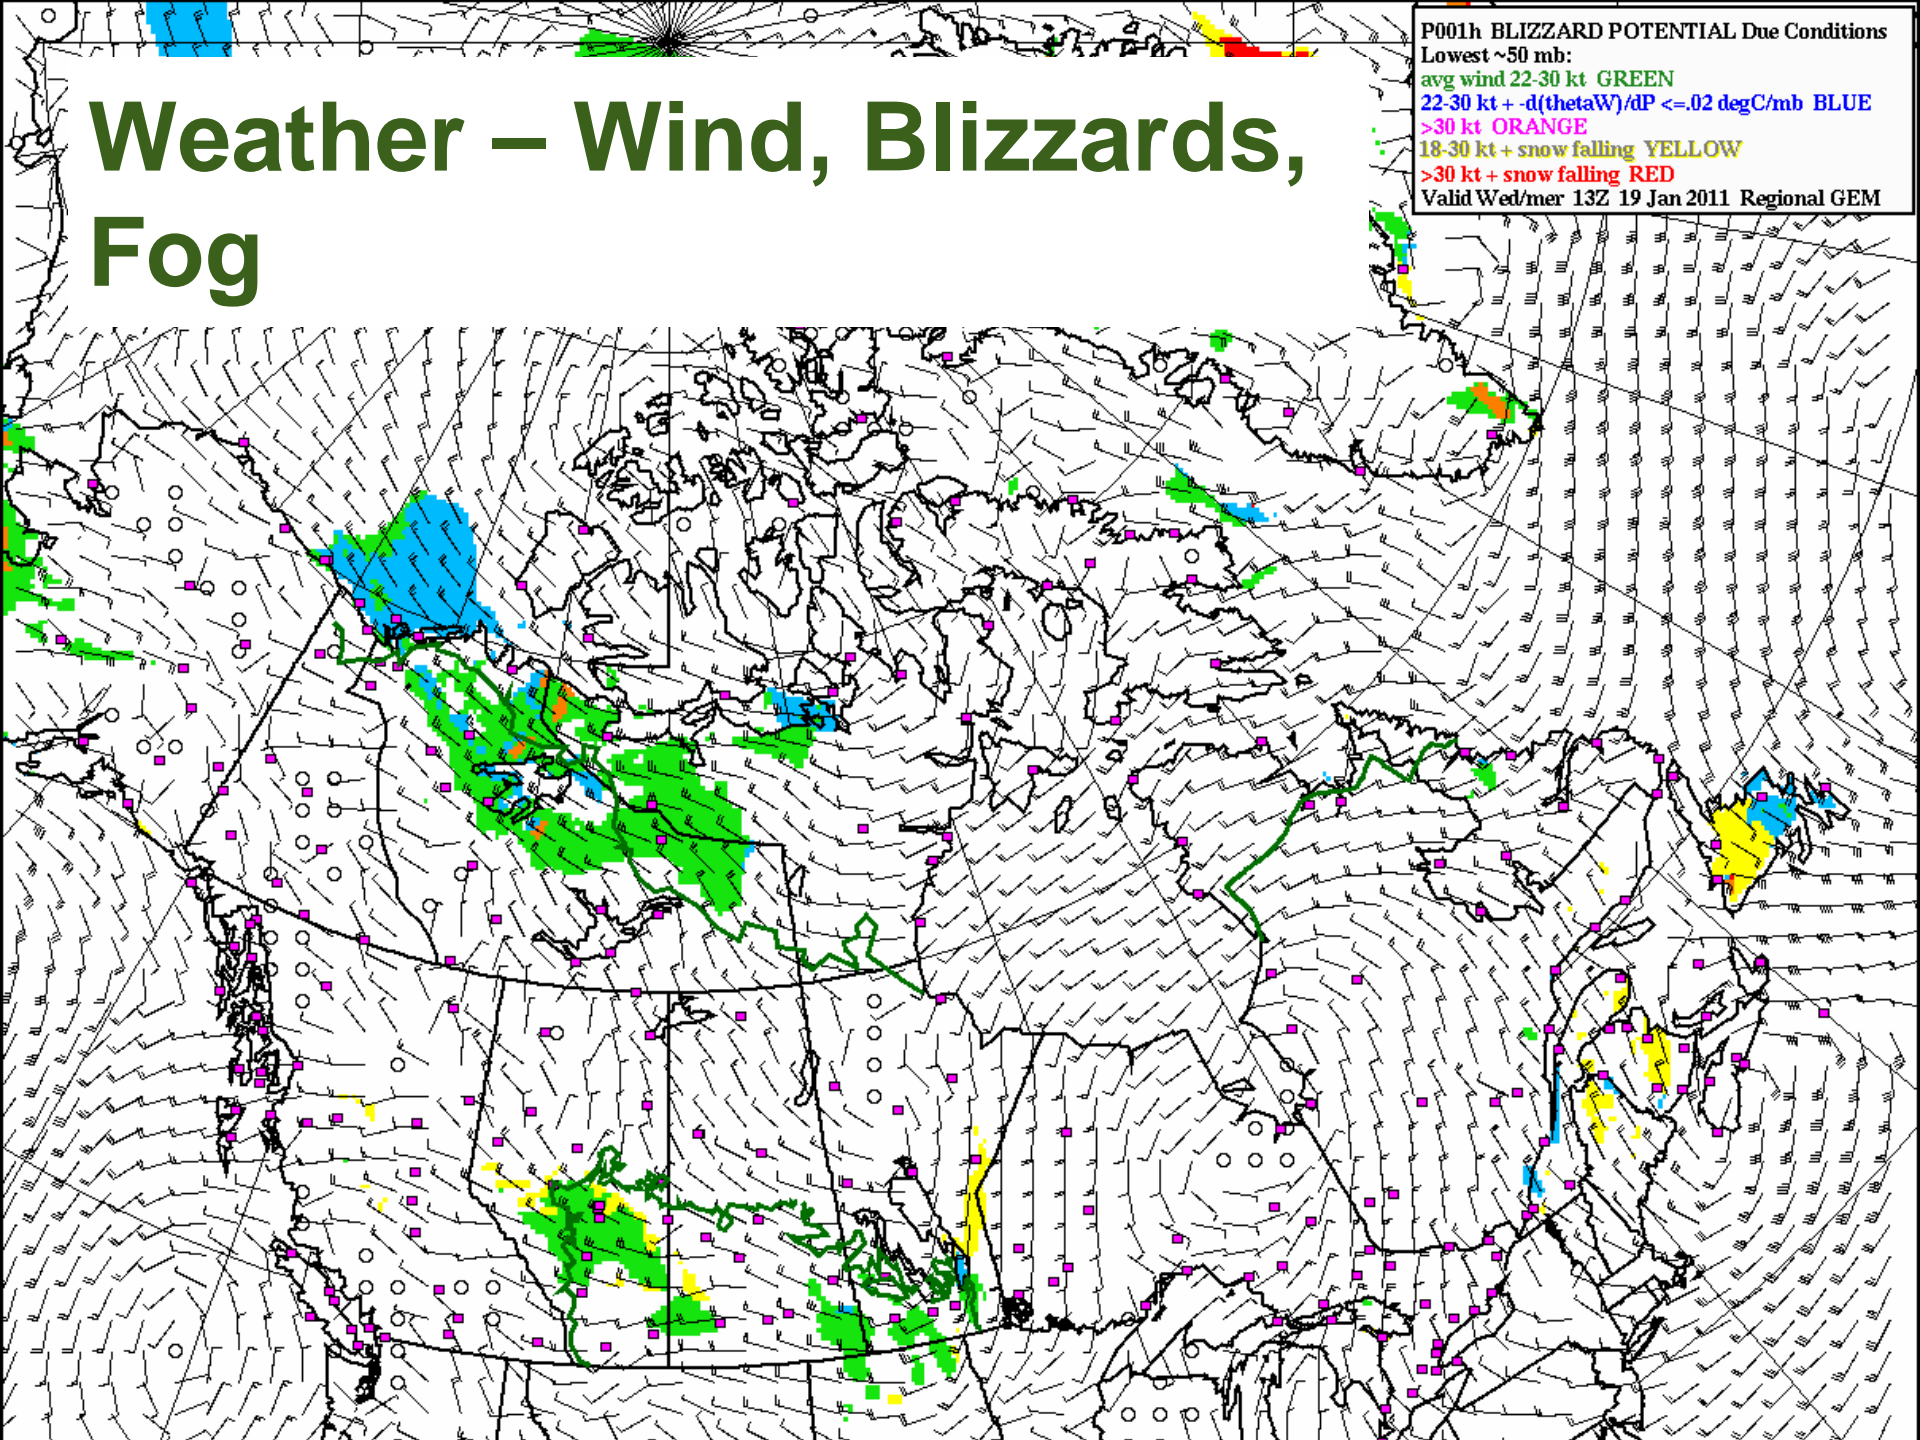 P001h BLIZZARD POTENTIAL Due Conditions
Lowest ~50 mb:
avg wind 22-30 kt GREEN
22-30 kt + -d(thetaW)/dP <=.02 degC/mb BLUE
>30 kt ORANGE
18-30 kt + snow falling YELLOW
>30 kt + snow falling RED
Valid Wed/mer 13Z 19 Jan 2011 Regional GEM
Weather – Wind, Blizzards,
Fog